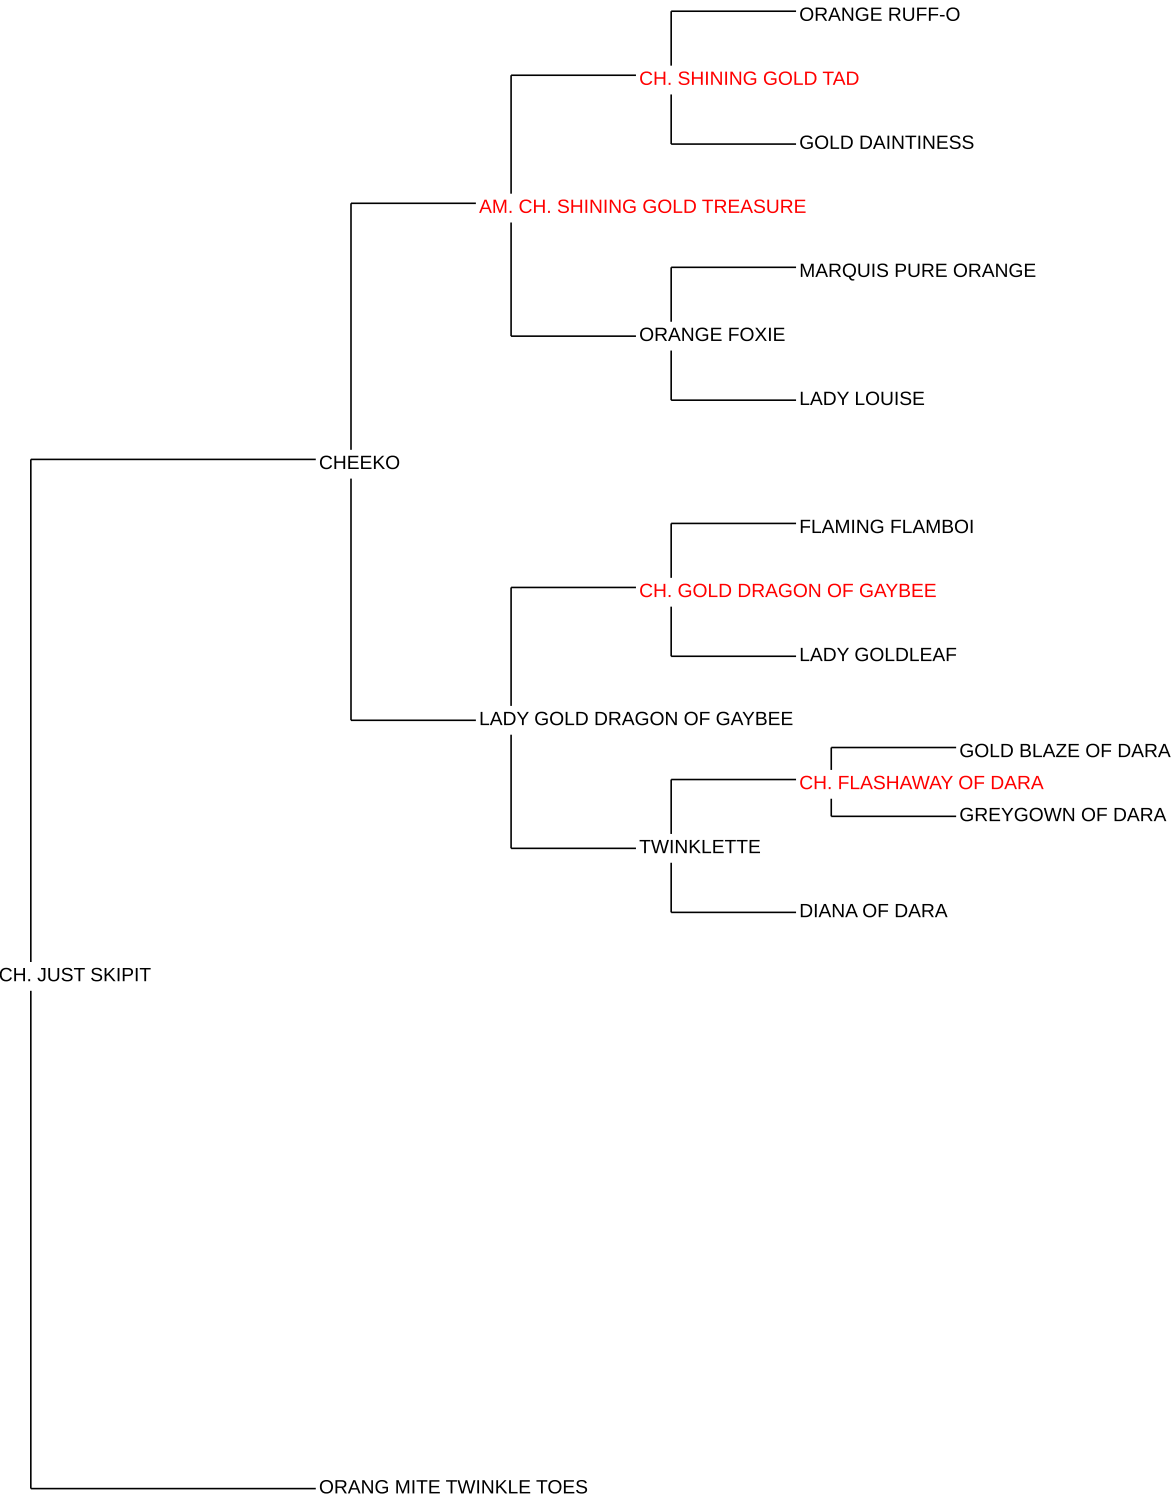 ORANGE RUFF-O
CH. SHINING GOLD TAD
GOLD DAINTINESS
AM. CH. SHINING GOLD TREASURE
MARQUIS PURE ORANGE
ORANGE FOXIE
LADY LOUISE
CHEEKO
FLAMING FLAMBOI
CH. GOLD DRAGON OF GAYBEE
LADY GOLDLEAF
LADY GOLD DRAGON OF GAYBEE
GOLD BLAZE OF DARA
CH. FLASHAWAY OF DARA
GREYGOWN OF DARA
TWINKLETTE
DIANA OF DARA
CH. JUST SKIPIT
ORANG MITE TWINKLE TOES